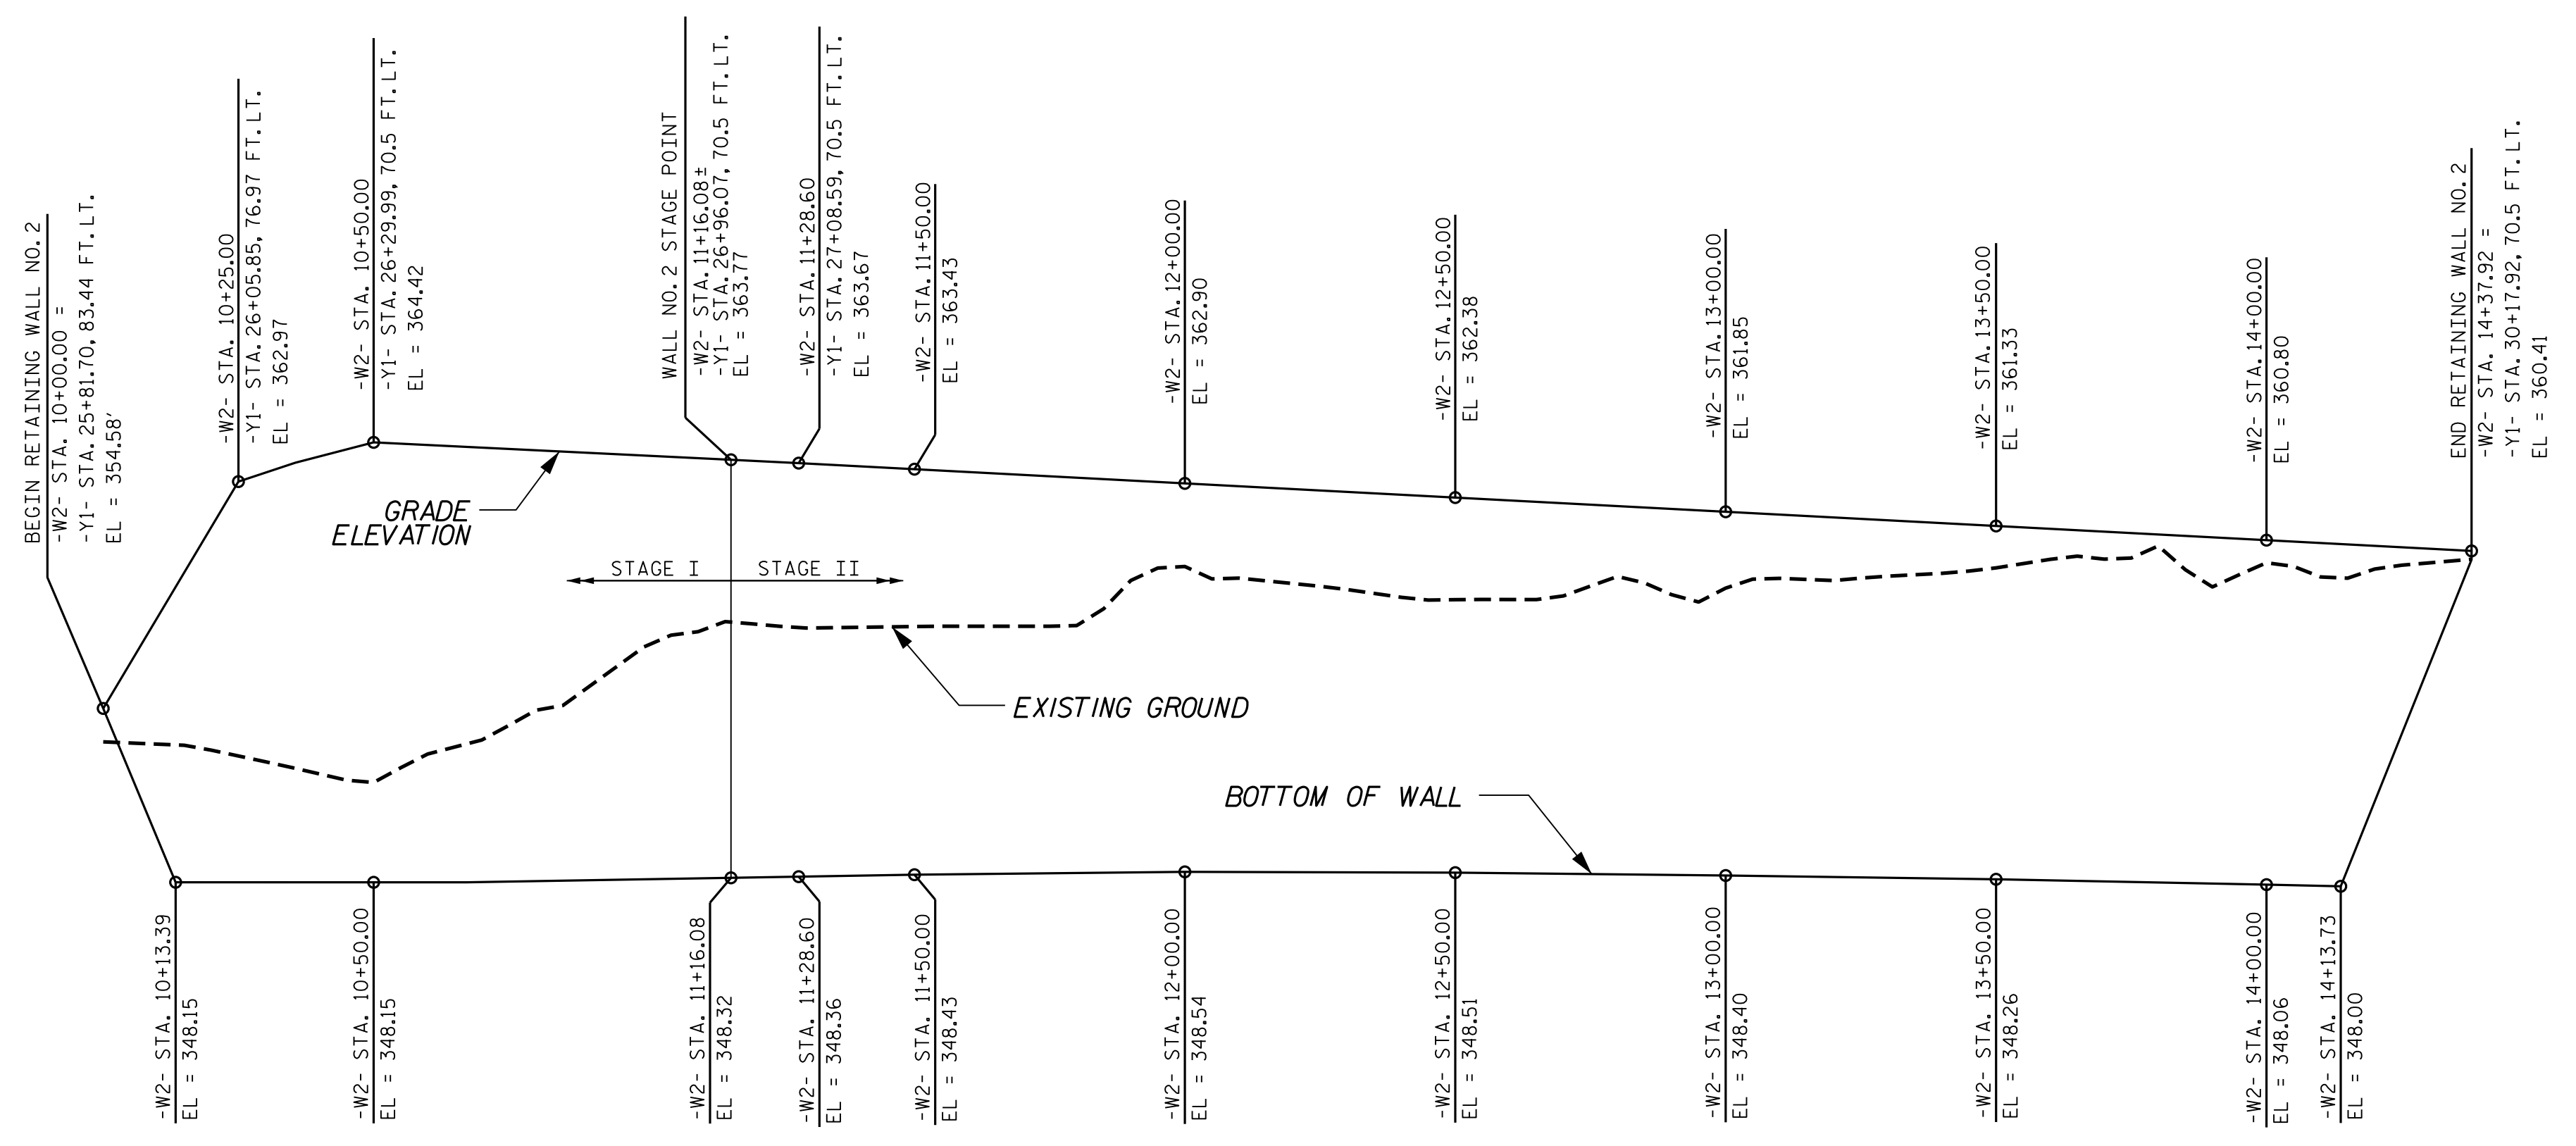 BEGIN RETAINING WALL NO. 2
-W2- STA. 10+00.00 =
-Y1- STA. 25+81.70, 83.44 FT. LT.
EL = 354.58'
-W2- STA. 10+25.00
-Y1- STA. 26+05.85, 76.97 FT. LT.
EL = 362.97
-W2- STA. 10+50.00
-Y1- STA. 26+29.99, 70.5 FT. LT.
EL = 364.42
WALL NO. 2 STAGE POINT
-W2- STA. 11+16.08±
-Y1- STA. 26+96.07, 70.5 FT. LT.
EL = 363.77
-W2- STA. 11+28.60
-Y1- STA. 27+08.59, 70.5 FT. LT.
EL = 363.67
-W2- STA. 11+50.00
EL = 363.43
-W2- STA. 12+00.00
EL = 362.90
-W2- STA. 12+50.00
EL = 362.38
-W2- STA. 13+00.00
EL = 361.85
-W2- STA. 13+50.00
EL = 361.33
-W2- STA. 14+00.00
EL = 360.80
END RETAINING WALL NO. 2
-W2- STA. 14+37.92 =
-Y1- STA. 30+17.92, 70.5 FT. LT.
EL = 360.41
GRADE
ELEVATION
STAGE I
STAGE II
EXISTING GROUND
BOTTOM OF WALL
-W2- STA. 10+13.39
EL = 348.15
-W2- STA. 10+50.00
EL = 348.15
-W2- STA. 11+16.08
EL = 348.32
-W2- STA. 11+28.60
EL = 348.36
-W2- STA. 11+50.00
EL = 348.43
-W2- STA. 12+00.00
EL = 348.54
-W2- STA. 12+50.00
EL = 348.51
-W2- STA. 13+00.00
EL = 348.40
-W2- STA. 13+50.00
EL = 348.26
-W2- STA. 14+00.00
EL = 348.06
-W2- STA. 14+13.73
EL = 348.00